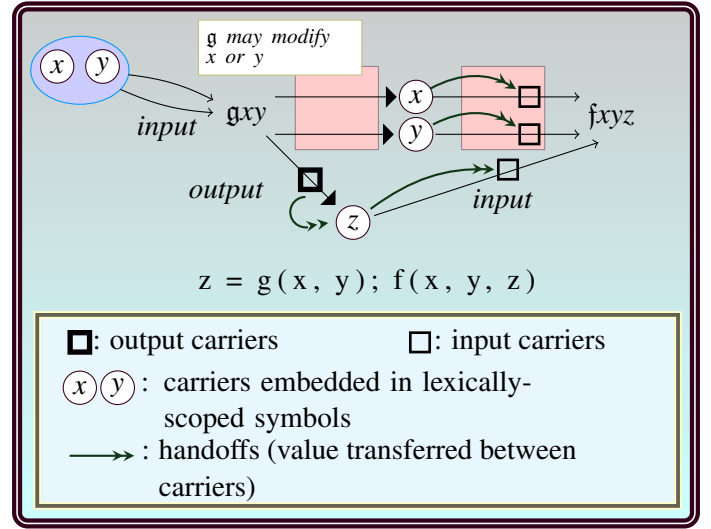 𝔤 may modify
x or y
x y
input
𝔤xy
x
y
𝔣xyz
output
z
input
z = g(x, y); f(x, y, z)
: output carriers
: input carriers
x y : carriers embedded in lexically-
scoped symbols
: handoffs (value transferred between
carriers)